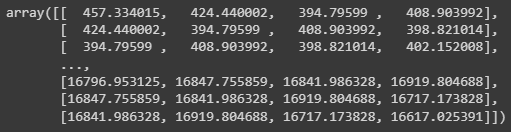 array([[ 457.334015, 424.440002, 394.79599 , 408.903992],
[ 424.440002, 394.79599 , 408.903992, 398.821014],
[ 394.79599 , 408.903992, 398.821014, 402.152008],
...,
[16796.953125, 16847.755859, 16841.986328, 16919.804688],
[16847.755859, 16841.986328, 16919.804688, 16717.173828],
[16841.986328, 16919.804688, 16717.173828, 16617.025391]])